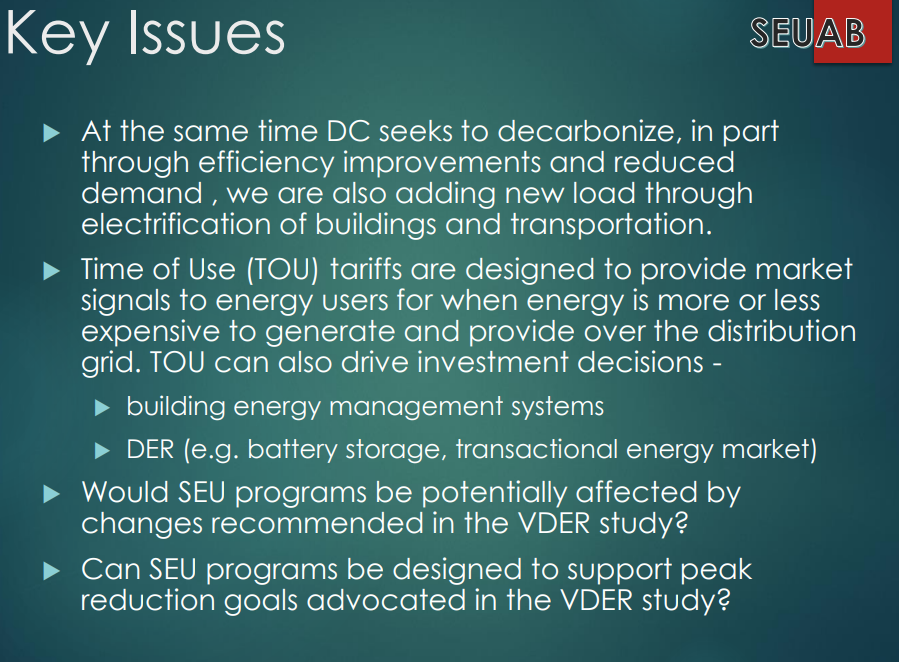 Key Issues
SEUAB
At the same time DC seeks to decarbonize, in part
through efficiency improvements and reduced
demand , we are also adding new load through
electrification of buildings and transportation.
Time of Use (TOU) tariffs are designed to provide market
signals to energy users for when energy is more or less
expensive to generate and provide over the distribution
grid. TOU can also drive investment decisions -
building energy management systems
DER (e.g. battery storage, transactional energy market)
Would SEU programs be potentially affected by
changes recommended in the VDER study?
Can SEU programs be designed to support peak
reduction goals advocated in the VDER study?